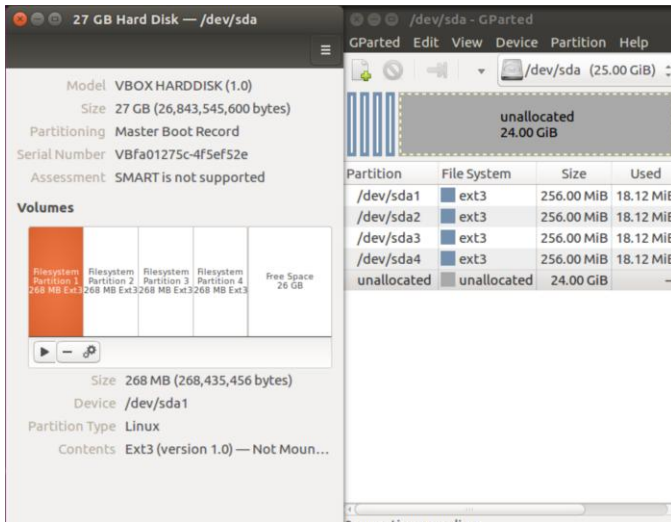 27 GB Hard Disk — /dev/sda
Model VBOX HARDDISK (1.0)
Size 27 GB (26,843,545,600 bytes)
Partitioning Master Boot Record
Serial Number VBfa01275c-4f5ef52e
Assessment SMART is not supported
Volumes
Filesystem Filesystem Filesystem Filesystem
Partition 1 Partition 2 Partition 3 Partition 4 Free Space
268 MB Ext3 268 MB Ext3 268 MB Ext3 268 MB Ext3 26 GB
Size 268 MB (268,435,456 bytes)
Device /dev/sda1
Partition Type Linux
Contents Ext3 (version 1.0) — Not Moun...
/dev/sda - GParted
GParted Edit View Device Partition Help
/dev/sda (25.00 GiB)
unallocated
24.00 GiB
Partition File System Size Used
/dev/sda1 ext3 256.00 MiB 18.12 MiB
/dev/sda2 ext3 256.00 MiB 18.12 MiB
/dev/sda3 ext3 256.00 MiB 18.12 MiB
/dev/sda4 ext3 256.00 MiB 18.12 MiB
unallocated unallocated 24.00 GiB —